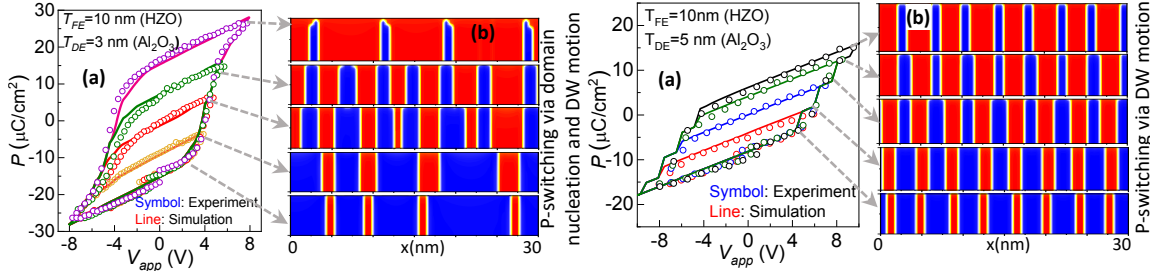 T_FE=10 nm (HZO)
T_DE=3 nm (Al₂O₃)
(a)
P (μC/cm²)
30
20
10
0
-10
-20
-30
-8
-4
0
4
8
V_app (V)
Symbol: Experiment
Line: Simulation
(b)
0
x(nm)
30
P-switching via domain
nucleation and DW motion
T_FE=10nm (HZO)
T_DE=5 nm (Al₂O₃)
(a)
P (μC/cm²)
20
10
0
-10
-20
-8
-4
0
4
8
V_app (V)
Symbol: Experiment
Line: Simulation
(b)
0
x(nm)
30
P-switching via DW motion